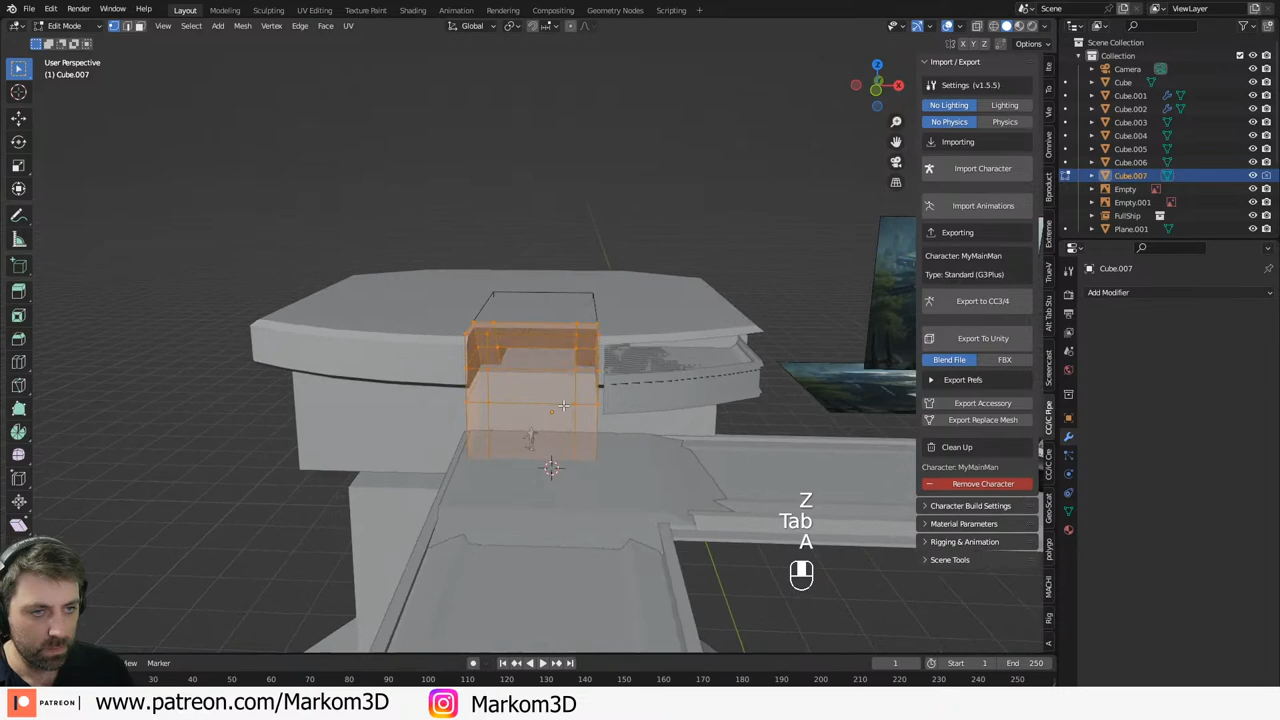 File Edit Render Window Help Layout Modeling Sculpting UV Editing Texture Paint Shading Animation Rendering Compositing Geometry Nodes Scripting Scene ViewLayer
Edit Mode View Select Add Mesh Vertex Edge Face UV Global
X Y Z Options
User Perspective
(1) Cube.007
Z
X
Import / Export
Settings (v1.5.5)
No Lighting Lighting
No Physics Physics
Importing
Import Character
Import Animations
Exporting
Character: MyMainMan
Type: Standard (G3Plus)
Export to CC3/4
Export To Unity
Blend File FBX
Export Prefs
Export Accessory
Export Replace Mesh
Clean Up
Character: MyMainMan
Remove Character
Character Build Settings
Material Parameters
Rigging & Animation
Scene Tools
Scene Collection
Collection
Camera
Cube
Cube.001
Cube.002
Cube.003
Cube.004
Cube.005
Cube.006
Cube.007
Empty
Empty.001
FullShip
Plane.001
Cube.007
Add Modifier
Z
Tab
A
Marker
1 Start 1 End 250
30 40 50 60 70 80 90 100 110 120 130 140 150 160 170 180 190 200 210 220 230 240 250
PATREON www.patreon.com/Markom3D Markom3D